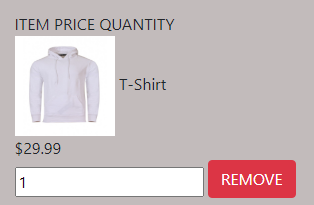 ITEM PRICE QUANTITY
T-Shirt
$29.99
1 REMOVE